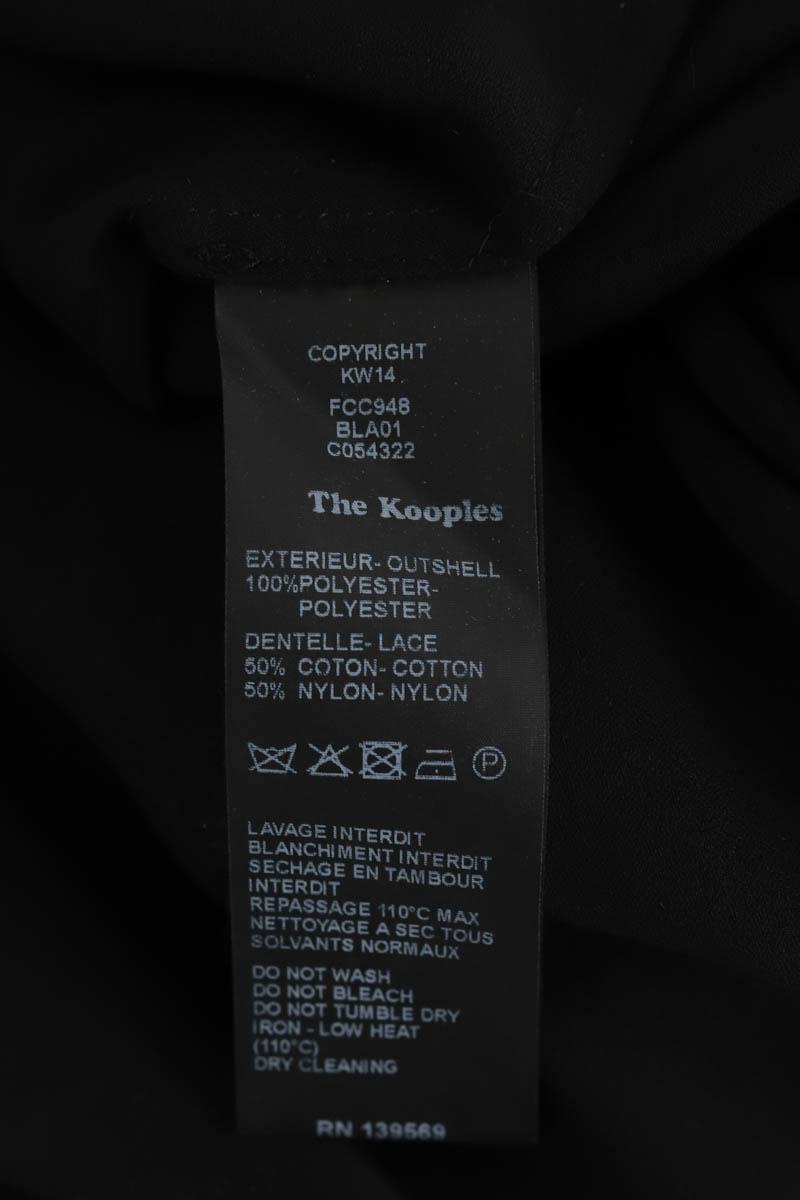 COPYRIGHT
KW14
FCC948
BLA01
C054322
The Kooples
EXTERIEUR- OUTSHELL
100%POLYESTER-
POLYESTER
DENTELLE- LACE
50% COTON- COTTON
50% NYLON- NYLON
P
LAVAGE INTERDIT
BLANCHIMENT INTERDIT
SECHAGE EN TAMBOUR
INTERDIT
REPASSAGE 110°C MAX
NETTOYAGE A SEC TOUS
SOLVANTS NORMAUX
DO NOT WASH
DO NOT BLEACH
DO NOT TUMBLE DRY
IRON - LOW HEAT
(110°C)
DRY CLEANING
RN 139569